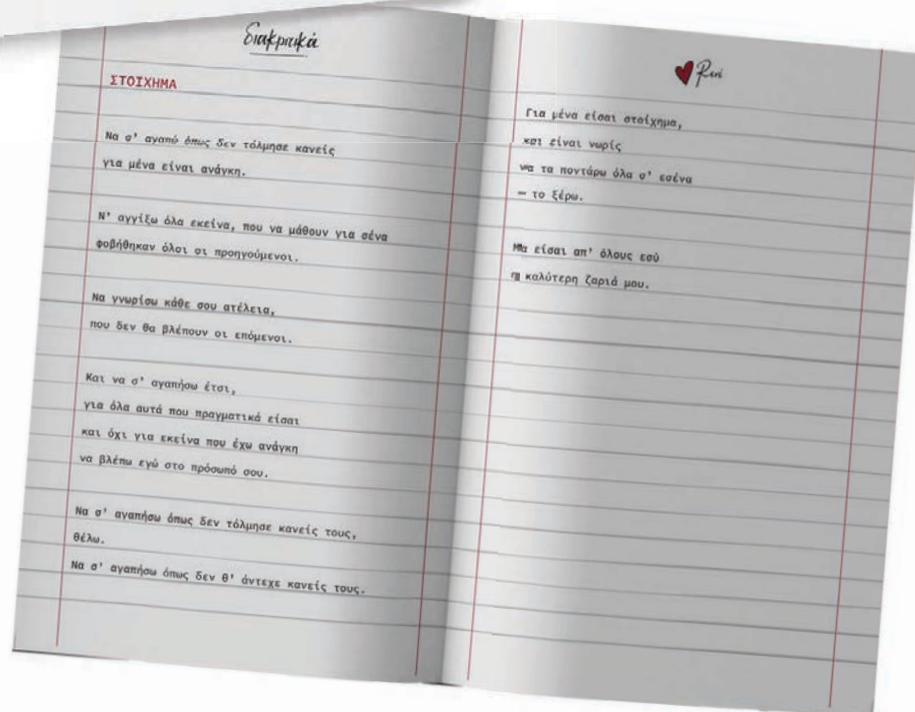 διακριτικά
ΣΤΟΙΧΗΜΑ
Να σ' αγαπώ όπως δεν τόλμησε κανείς
για μένα είναι ανάγκη.
Ν' αγγίξω όλα εκείνα, που να μάθουν για σένα
φοβήθηκαν όλοι οι προηγούμενοι.
Να γνωρίσω κάθε σου ατέλεια,
που δεν θα βλέπουν οι επόμενοι.
Και να σ' αγαπήσω έτσι,
για όλα αυτά που πραγματικά είσαι
και όχι για εκείνα που έχω ανάγκη
να βλέπω εγώ στο πρόσωπό σου.
Να σ' αγαπήσω όπως δεν τόλμησε κανείς τους,
θέλω.
Να σ' αγαπήσω όπως δεν θ' άντεχε κανείς τους.
Για μένα είσαι στοίχημα,
και είναι νωρίς
να τα ποντάρω όλα σ' εσένα
– το ξέρω.
Μα είσαι απ' όλους εσύ
η καλύτερη ζαριά μου.